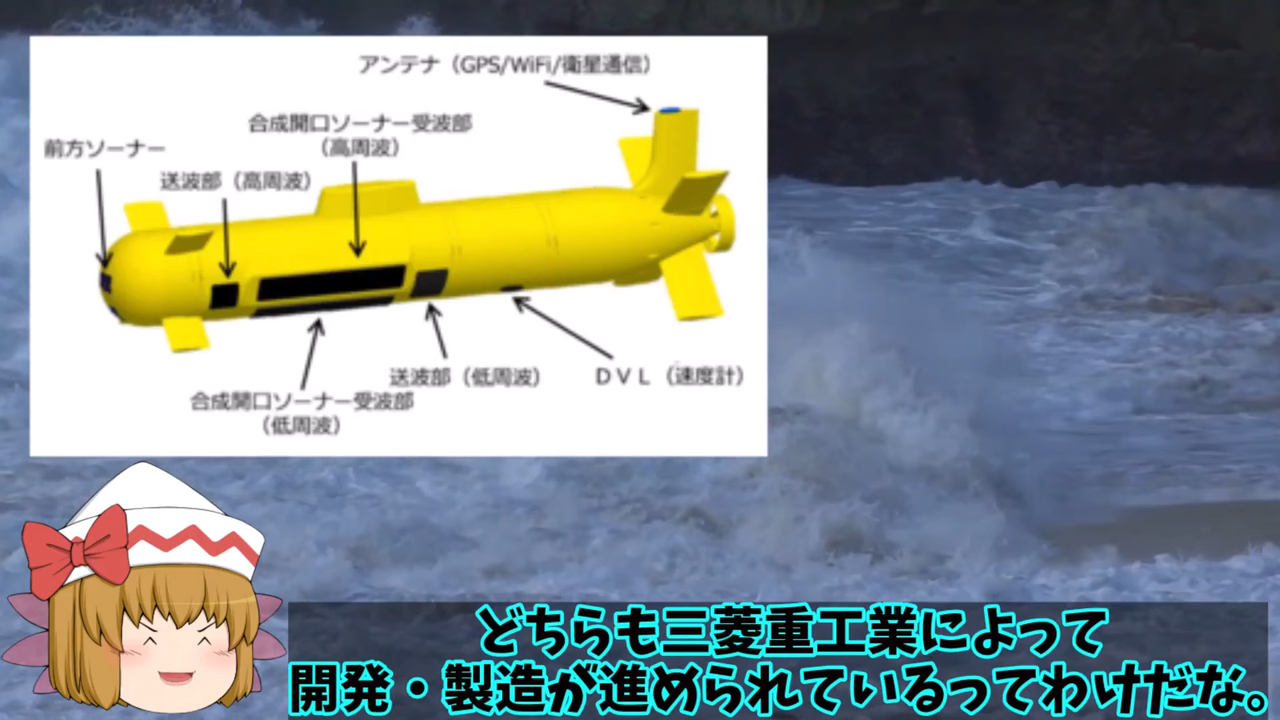 アンテナ（GPS/WiFi/衛星通信）
合成開口ソーナー受波部
（高周波）
前方ソーナー
送波部（高周波）
送波部（低周波）
DVL（速度計）
合成開口ソーナー受波部
（低周波）
どちらも三菱重工業によって
開発・製造が進められているってわけだな。